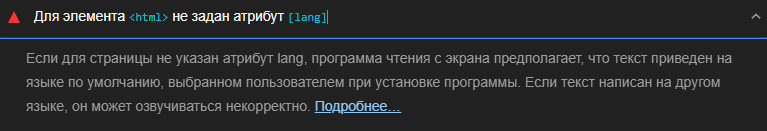 Для элемента <html> не задан атрибут [lang]
Если для страницы не указан атрибут lang, программа чтения с экрана предполагает, что текст приведен на
языке по умолчанию, выбранном пользователем при установке программы. Если текст написан на другом
языке, он может озвучиваться некорректно. Подробнее…